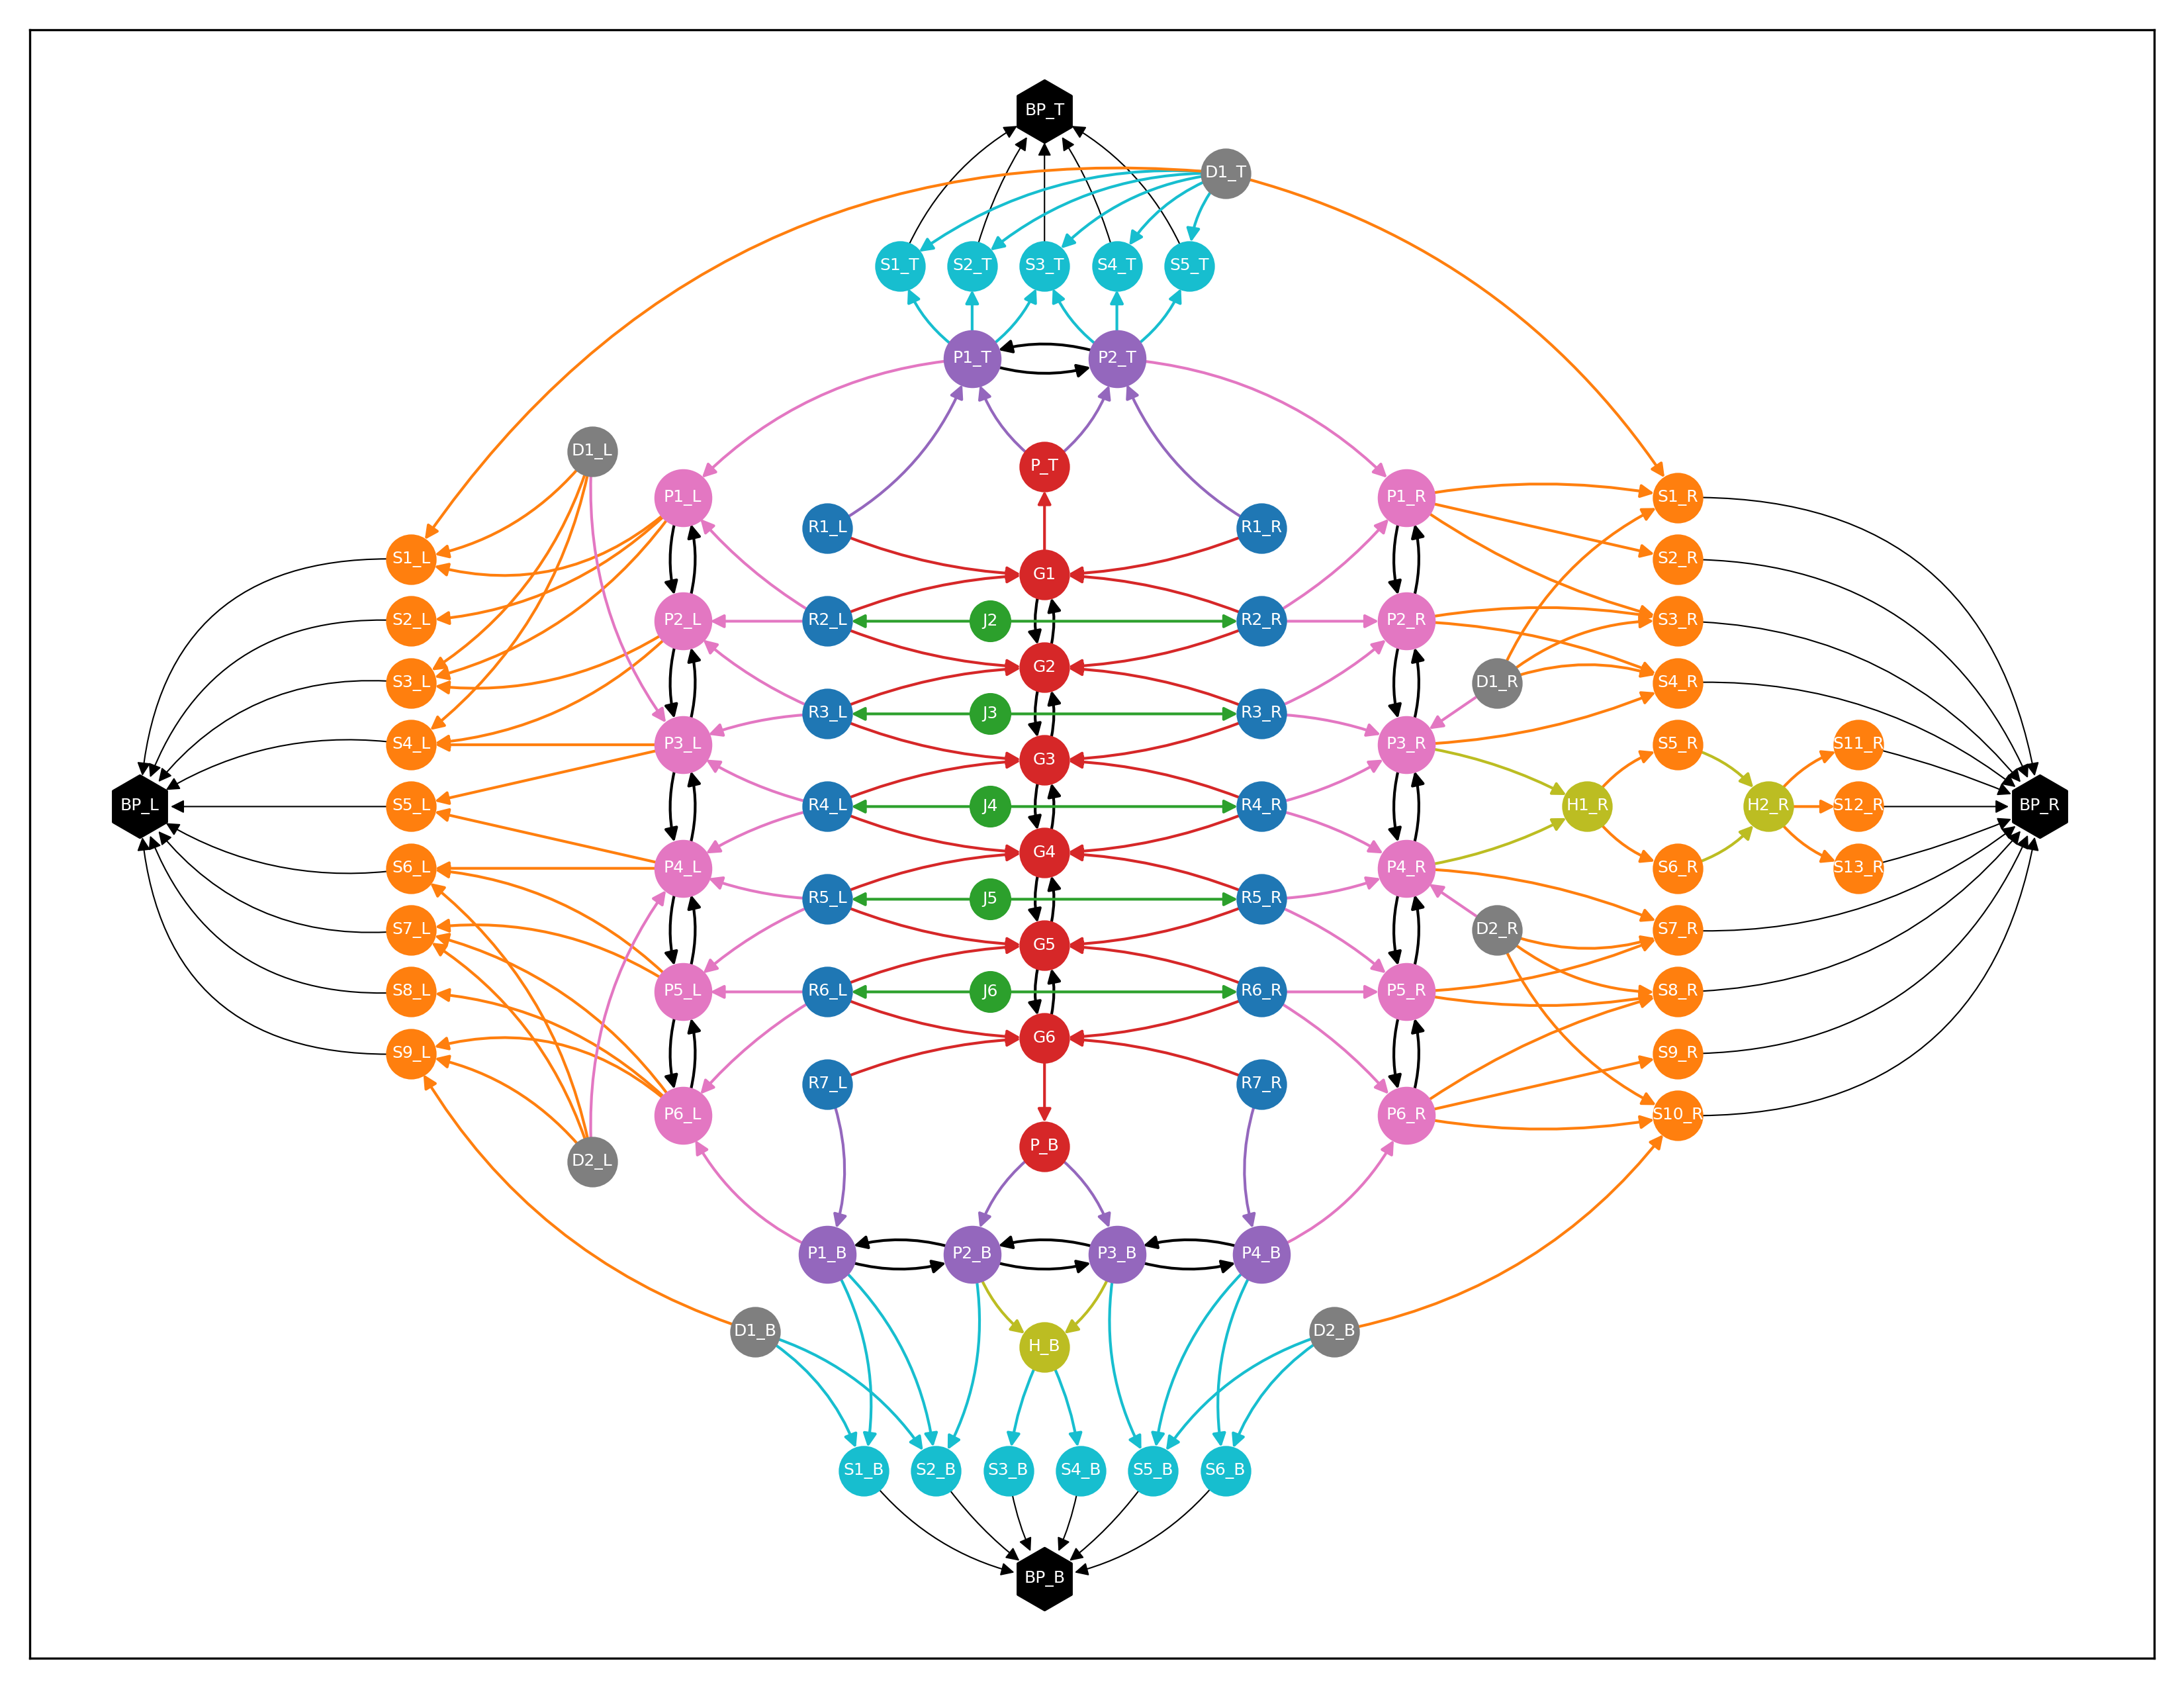 BP_T
D1_T
S1_T S2_T S3_T S4_T S5_T
P1_T P2_T
D1_L P_T
P1_L P1_R S1_R
R1_L R1_R
S1_L G1 S2_R
S2_L P2_L R2_L J2 R2_R P2_R S3_R
G2
S3_L D1_R S4_R
R3_L J3 R3_R
S4_L P3_L P3_R S5_R S11_R
G3
BP_L S5_L R4_L J4 R4_R H1_R H2_R S12_R BP_R
G4
S6_L P4_L P4_R S6_R S13_R
R5_L J5 R5_R
S7_L D2_R S7_R
G5
S8_L P5_L R6_L J6 R6_R P5_R S8_R
G6
S9_L S9_R
R7_L R7_R
P6_L P6_R S10_R
P_B
D2_L
P1_B P2_B P3_B P4_B
D1_B D2_B
H_B
S1_B S2_B S3_B S4_B S5_B S6_B
BP_B